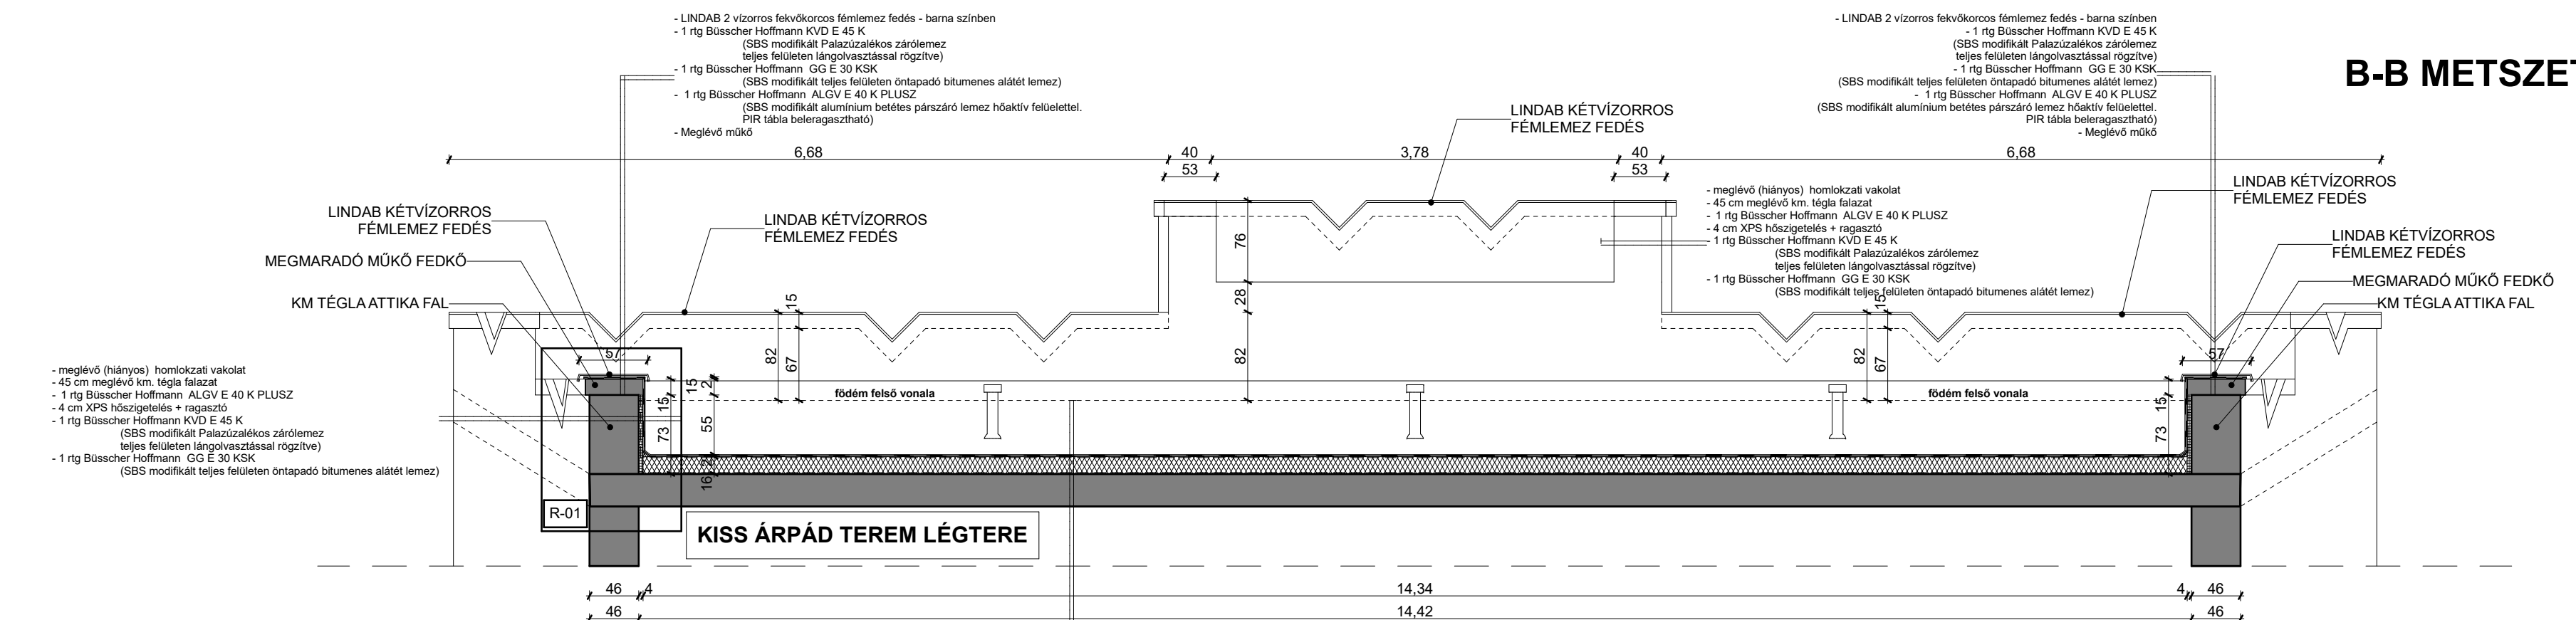 - LINDAB 2 vízorros fekvőkorcos fémlemez fedés - barna színben
- 1 rtg Büsscher Hoffmann KVD E 45 K
(SBS modifikált Palazúzalékos zárólemez
teljes felületen lángolvasztással rögzítve)
- 1 rtg Büsscher Hoffmann  GG E 30 KSK
(SBS modifikált teljes felületen öntapadó bitumenes alátét lemez)
-  1 rtg Büsscher Hoffmann  ALGV E 40 K PLUSZ
(SBS modifikált alumínium betétes párszáró lemez hőaktív felüelettel.
PIR tábla beleragasztható)
- Meglévő műkő
- LINDAB 2 vízorros fekvőkorcos fémlemez fedés - barna színben
- 1 rtg Büsscher Hoffmann KVD E 45 K
(SBS modifikált Palazúzalékos zárólemez
teljes felületen lángolvasztással rögzítve)
- 1 rtg Büsscher Hoffmann  GG E 30 KSK
(SBS modifikált teljes felületen öntapadó bitumenes alátét lemez)
-  1 rtg Büsscher Hoffmann  ALGV E 40 K PLUSZ
(SBS modifikált alumínium betétes párszáró lemez hőaktív felüelettel.
PIR tábla beleragasztható)
- Meglévő műkő
B-B METSZET
LINDAB KÉTVÍZORROS
FÉMLEMEZ FEDÉS
6,68
40
3,78
40
6,68
53
53
LINDAB KÉTVÍZORROS
FÉMLEMEZ FEDÉS
LINDAB KÉTVÍZORROS
FÉMLEMEZ FEDÉS
MEGMARADÓ MŰKŐ FEDKŐ
KM TÉGLA ATTIKA FAL
- meglévő (hiányos)  homlokzati vakolat
- 45 cm meglévő km. tégla falazat
-  1 rtg Büsscher Hoffmann  ALGV E 40 K PLUSZ
- 4 cm XPS hőszigetelés + ragasztó
- 1 rtg Büsscher Hoffmann KVD E 45 K
(SBS modifikált Palazúzalékos zárólemez
teljes felületen lángolvasztással rögzítve)
- 1 rtg Büsscher Hoffmann  GG E 30 KSK
(SBS modifikált teljes felületen öntapadó bitumenes alátét lemez)
LINDAB KÉTVÍZORROS
FÉMLEMEZ FEDÉS
LINDAB KÉTVÍZORROS
FÉMLEMEZ FEDÉS
MEGMARADÓ MŰKŐ FEDKŐ
KM TÉGLA ATTIKA FAL
76
28
82
15
82
67
15
82
67
57
57
- meglévő (hiányos)  homlokzati vakolat
- 45 cm meglévő km. tégla falazat
-  1 rtg Büsscher Hoffmann  ALGV E 40 K PLUSZ
- 4 cm XPS hőszigetelés + ragasztó
- 1 rtg Büsscher Hoffmann KVD E 45 K
(SBS modifikált Palazúzalékos zárólemez
teljes felületen lángolvasztással rögzítve)
- 1 rtg Büsscher Hoffmann  GG E 30 KSK
(SBS modifikált teljes felületen öntapadó bitumenes alátét lemez)
15
73
15
2
55
2
16
födém felső vonala
födém felső vonala
15
73
R-01
KISS ÁRPÁD TEREM LÉGTERE
46
4
14,34
4
46
46
14,42
46